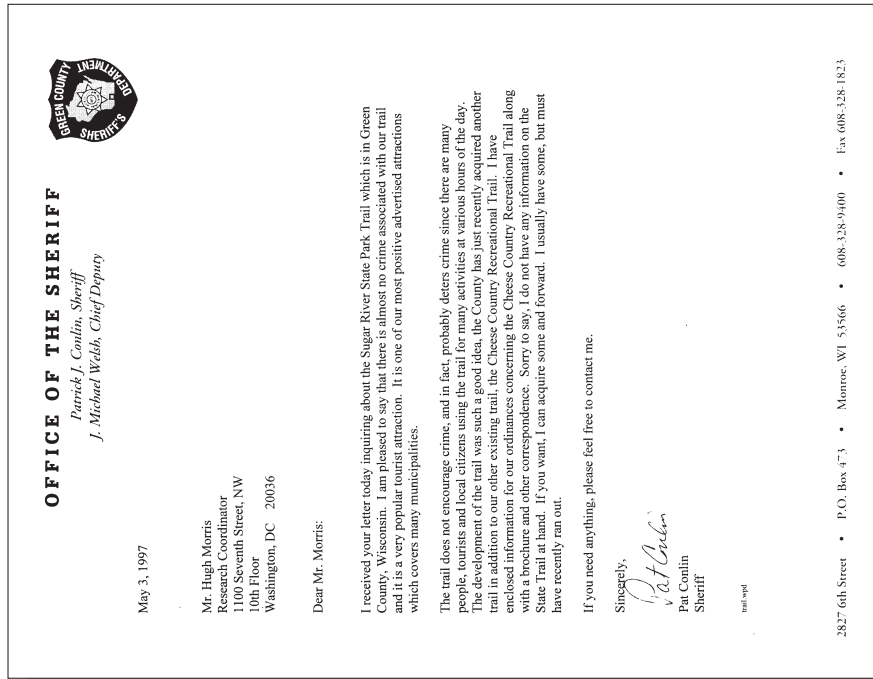 OFFICE OF THE SHERIFF
Patrick J. Conlin, Sheriff
J. Michael Welsh, Chief Deputy
GREEN COUNTY
SHERIFF'S
DEPARTMENT
May 3, 1997
Mr. Hugh Morris
Research Coordinator
1100 Seventh Street, NW
10th Floor
Washington, DC 20036
Dear Mr. Morris:
I received your letter today inquiring about the Sugar River State Park Trail which is in Green
County, Wisconsin. I am pleased to say that there is almost no crime associated with our trail
and it is a very popular tourist attraction. It is one of our most positive advertised attractions
which covers many municipalities.
The trail does not encourage crime, and in fact, probably deters crime since there are many
people, tourists and local citizens using the trail for many activities at various hours of the day.
The development of the trail was such a good idea, the County has just recently acquired another
trail in addition to our other existing trail, the Cheese Country Recreational Trail. I have
enclosed information for our ordinances concerning the Cheese Country Recreational Trail along
with a brochure and other correspondence. Sorry to say, I do not have any information on the
State Trail at hand. If you want, I can acquire some and forward. I usually have some, but must
have recently ran out.
If you need anything, please feel free to contact me.
Sincerely,
Pat Conlin
Pat Conlin
Sheriff
trail.wpd
2827 6th Street • P.O. Box 473 • Monroe, WI 53566 • 608-328-9400 • Fax 608-328-1823